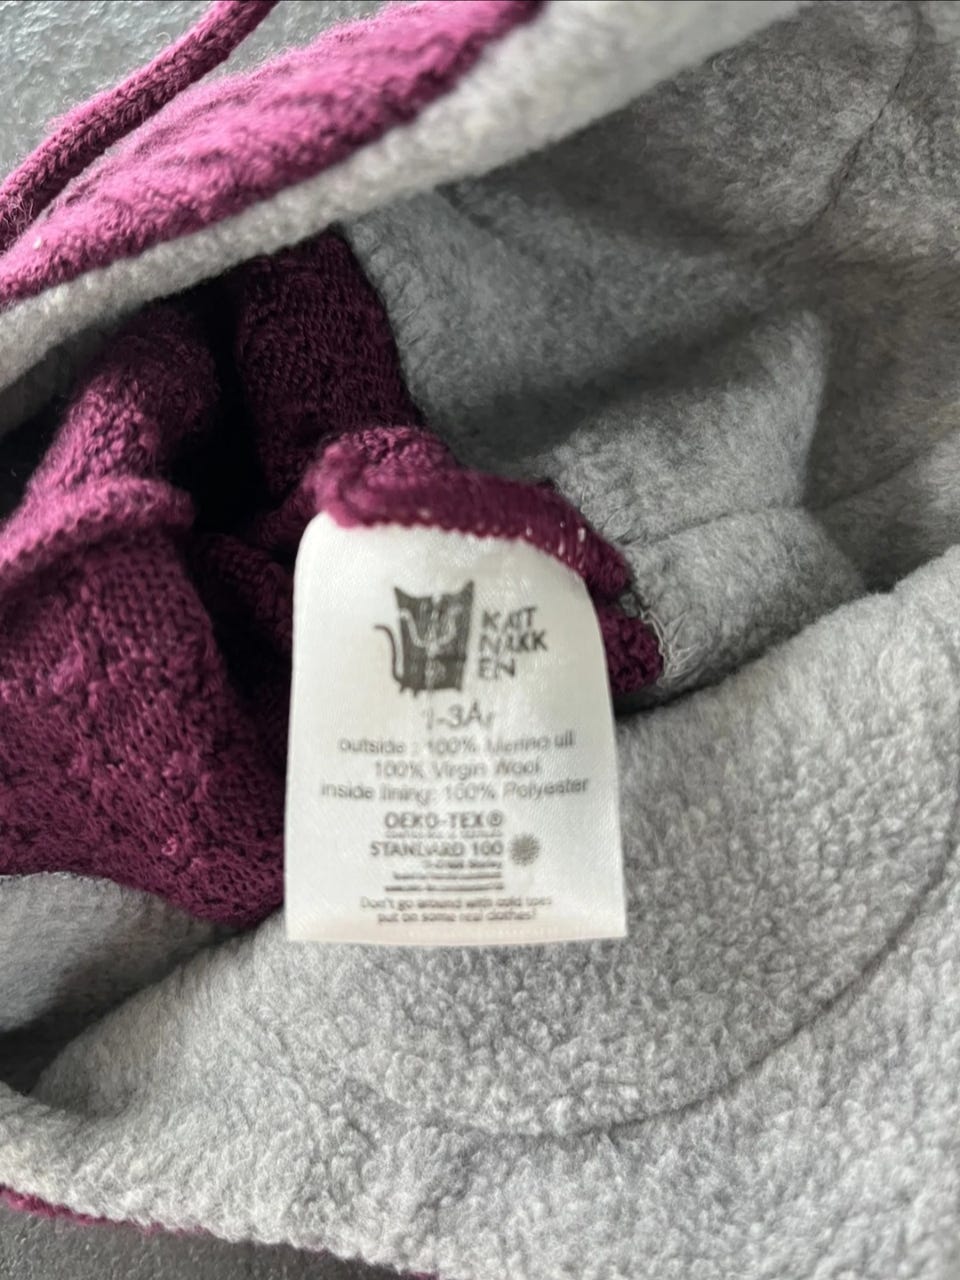 KATT
NAKK
EN
1-3År
outside : 100% Merino ull
100% Virgin Wool
inside lining: 100% Polyester
OEKO-TEX®
STANDARD 100
Don't go around with cold toes
put on some real clothes!